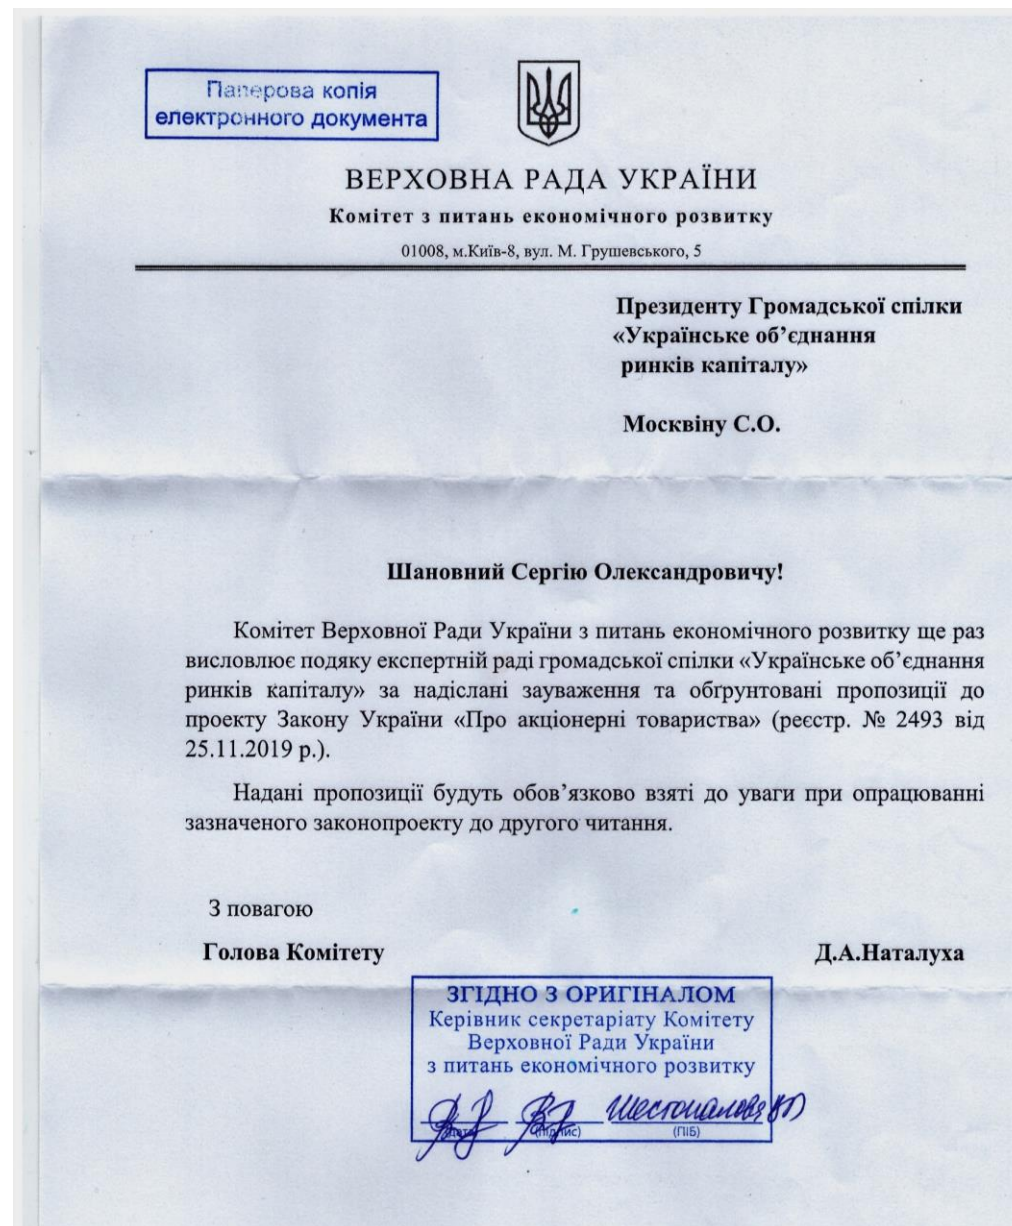 Паперова копія
електронного документа
ВЕРХОВНА РАДА УКРАЇНИ
Комітет з питань економічного розвитку
01008, м.Київ-8, вул. М. Грушевського, 5
Президенту Громадської спілки
«Українське об’єднання
ринків капіталу»
Москвіну С.О.
Шановний Сергію Олександровичу!
Комітет Верховної Ради України з питань економічного розвитку ще раз
висловлює подяку експертній раді громадської спілки «Українське об’єднання
ринків капіталу» за надіслані зауваження та обґрунтовані пропозиції до
проекту Закону України «Про акціонерні товариства» (реєстр. № 2493 від
25.11.2019 р.).
Надані пропозиції будуть обов’язково взяті до уваги при опрацюванні
зазначеного законопроекту до другого читання.
З повагою
Голова Комітету Д.А.Наталуха
ЗГІДНО З ОРИГІНАЛОМ
Керівник секретаріату Комітету
Верховної Ради України
з питань економічного розвитку
(дата) (підпис) (ПІБ)